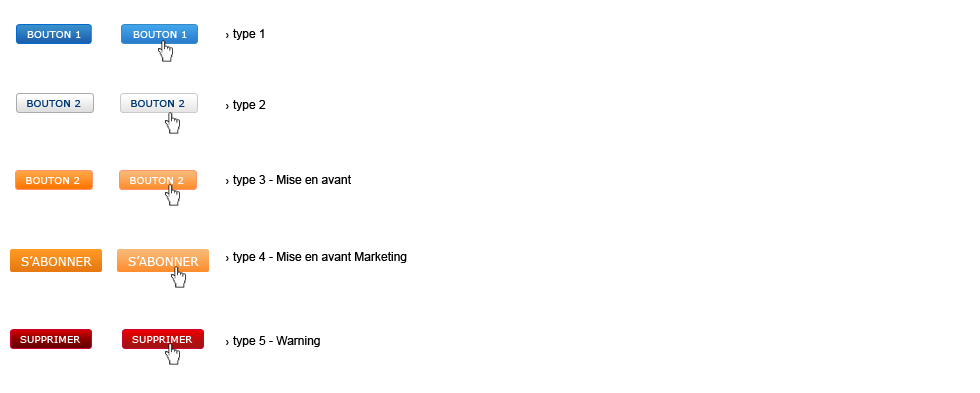 BOUTON 1 BOUTON 1 › type 1
BOUTON 2 BOUTON 2 › type 2
BOUTON 2 BOUTON 2 › type 3 - Mise en avant
S'ABONNER S'ABONNER › type 4 - Mise en avant Marketing
SUPPRIMER SUPPRIMER › type 5 - Warning